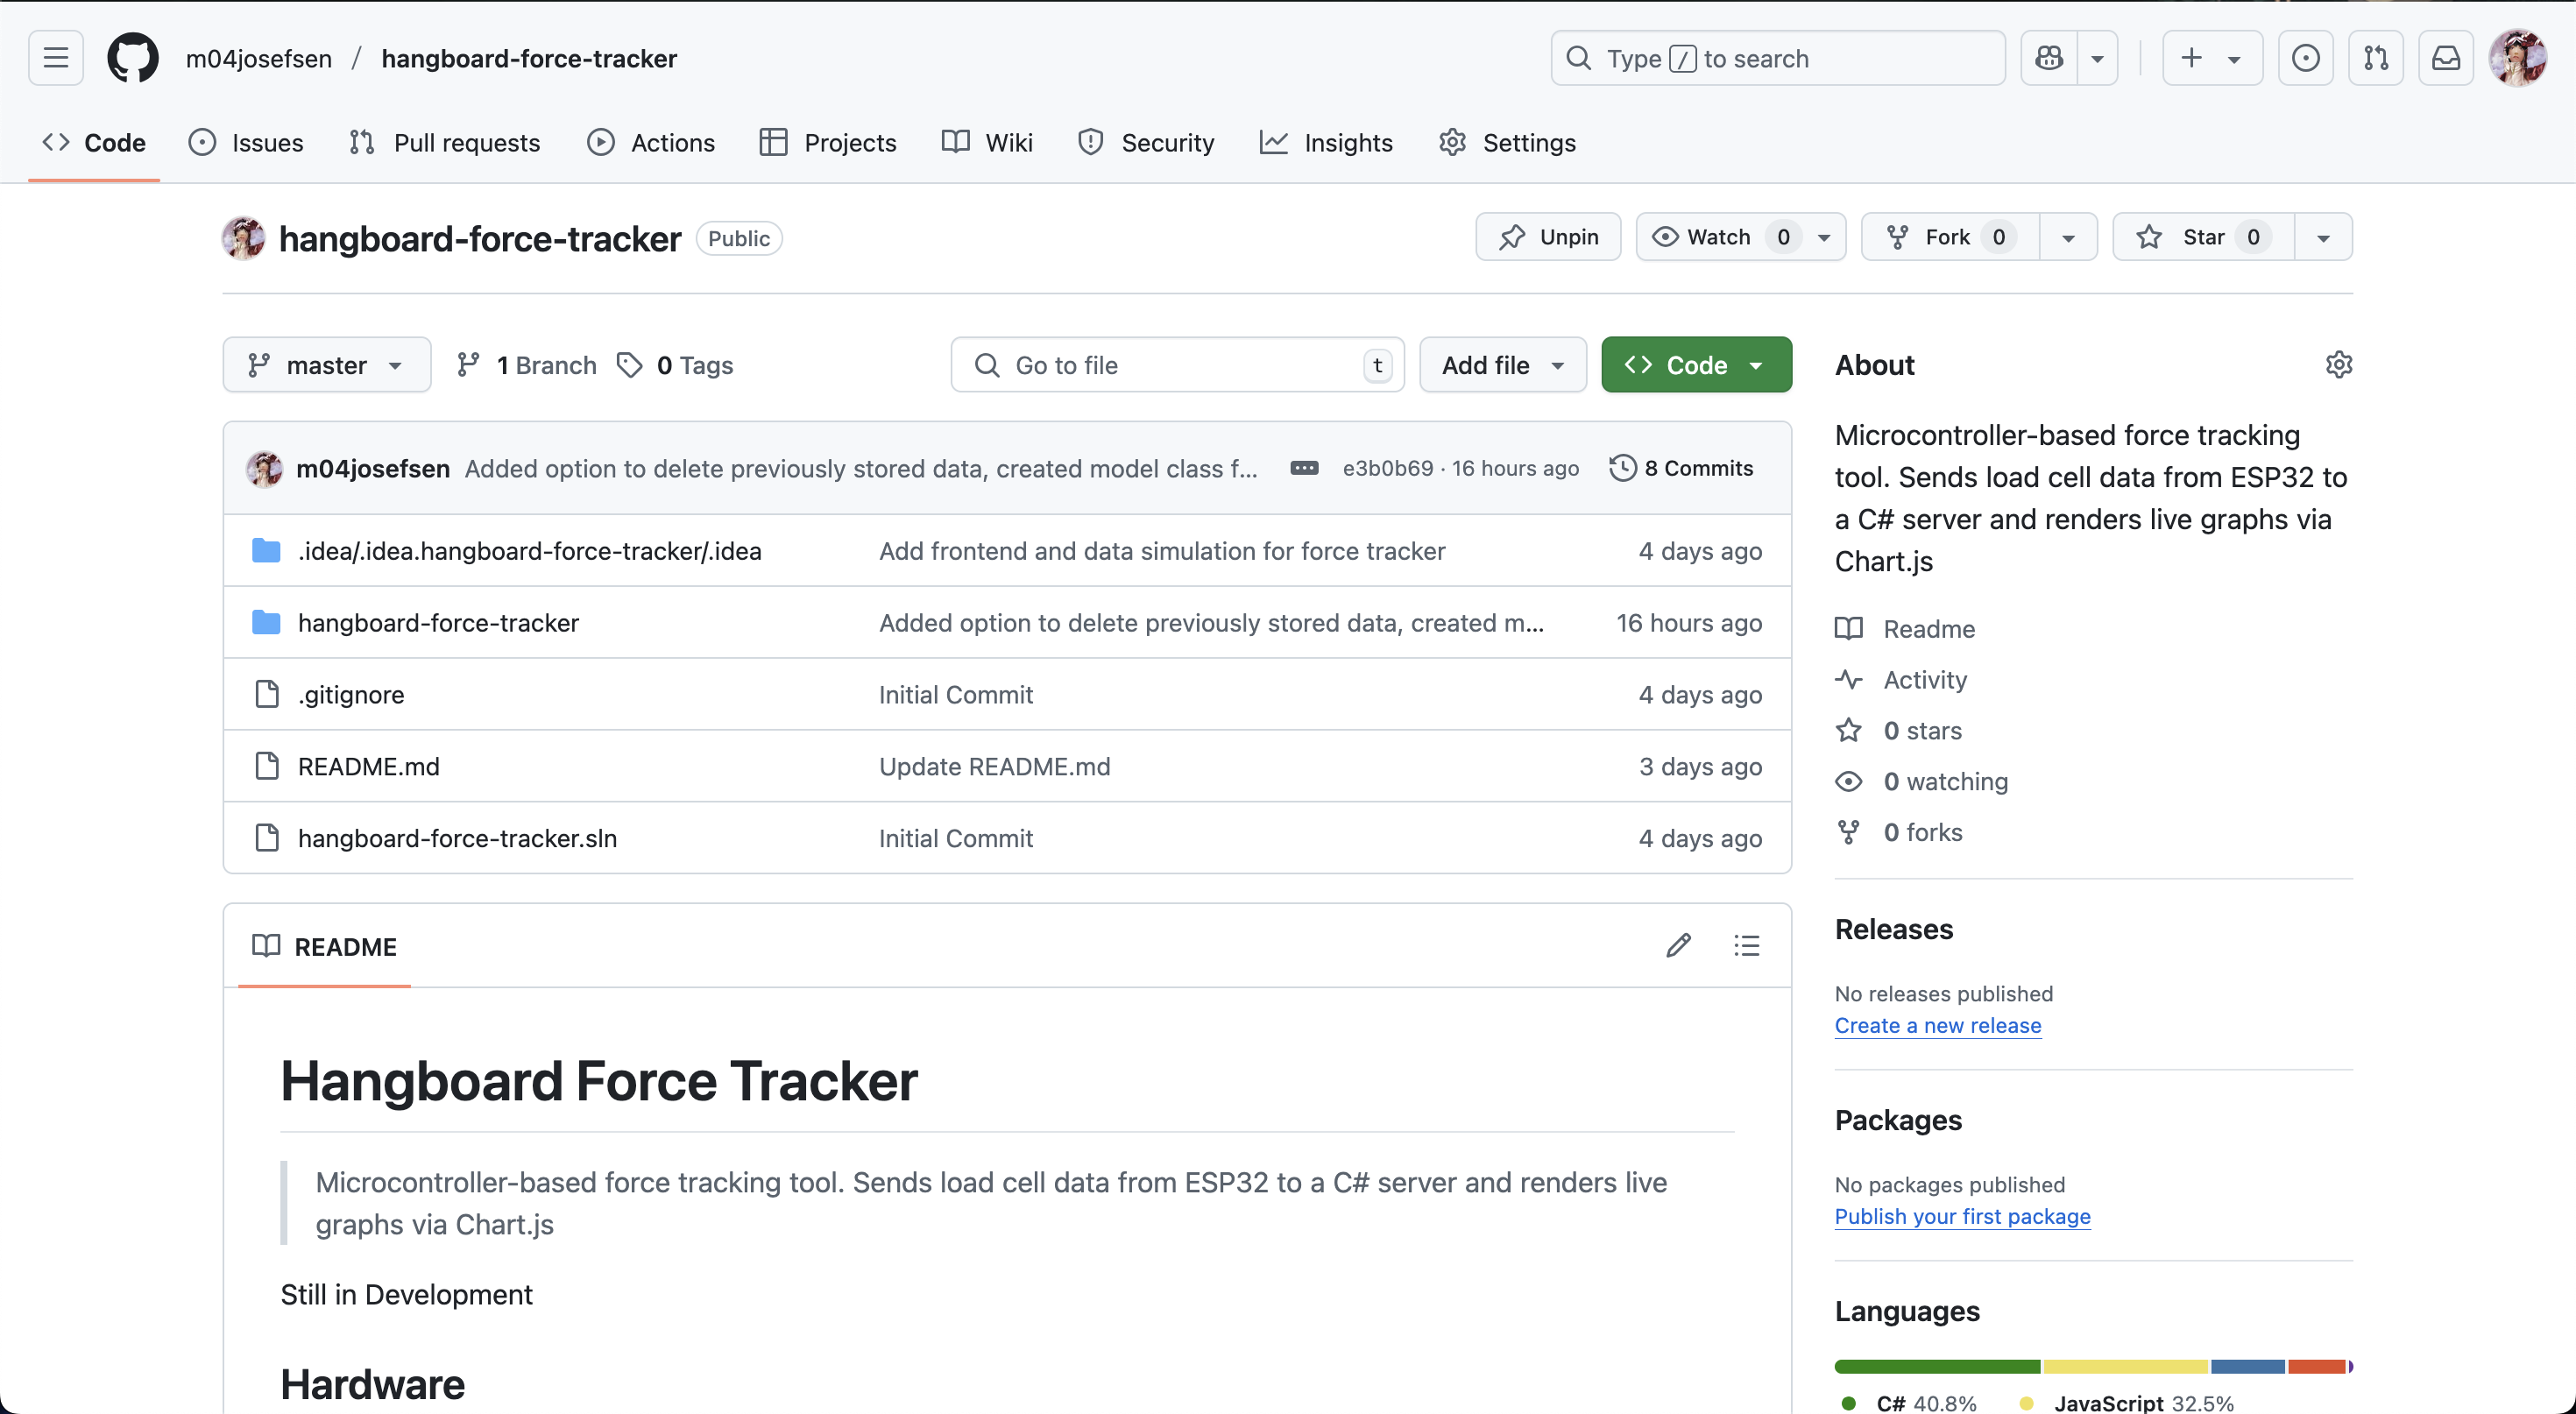 m04josefsen / hangboard-force-tracker
Type / to search
Code
Issues
Pull requests
Actions
Projects
Wiki
Security
Insights
Settings
hangboard-force-tracker Public
Unpin
Watch 0
Fork 0
Star 0
master
1 Branch
0 Tags
Go to file t
Add file
Code
m04josefsen Added option to delete previously stored data, created model class f... e3b0b69 · 16 hours ago 8 Commits
.idea/.idea.hangboard-force-tracker/.idea Add frontend and data simulation for force tracker 4 days ago
hangboard-force-tracker Added option to delete previously stored data, created m... 16 hours ago
.gitignore Initial Commit 4 days ago
README.md Update README.md 3 days ago
hangboard-force-tracker.sln Initial Commit 4 days ago
README
Hangboard Force Tracker
Microcontroller-based force tracking tool. Sends load cell data from ESP32 to a C# server and renders live
graphs via Chart.js
Still in Development
Hardware
About
Microcontroller-based force tracking
tool. Sends load cell data from ESP32 to
a C# server and renders live graphs via
Chart.js
Readme
Activity
0 stars
0 watching
0 forks
Releases
No releases published
Create a new release
Packages
No packages published
Publish your first package
Languages
C# 40.8% JavaScript 32.5%